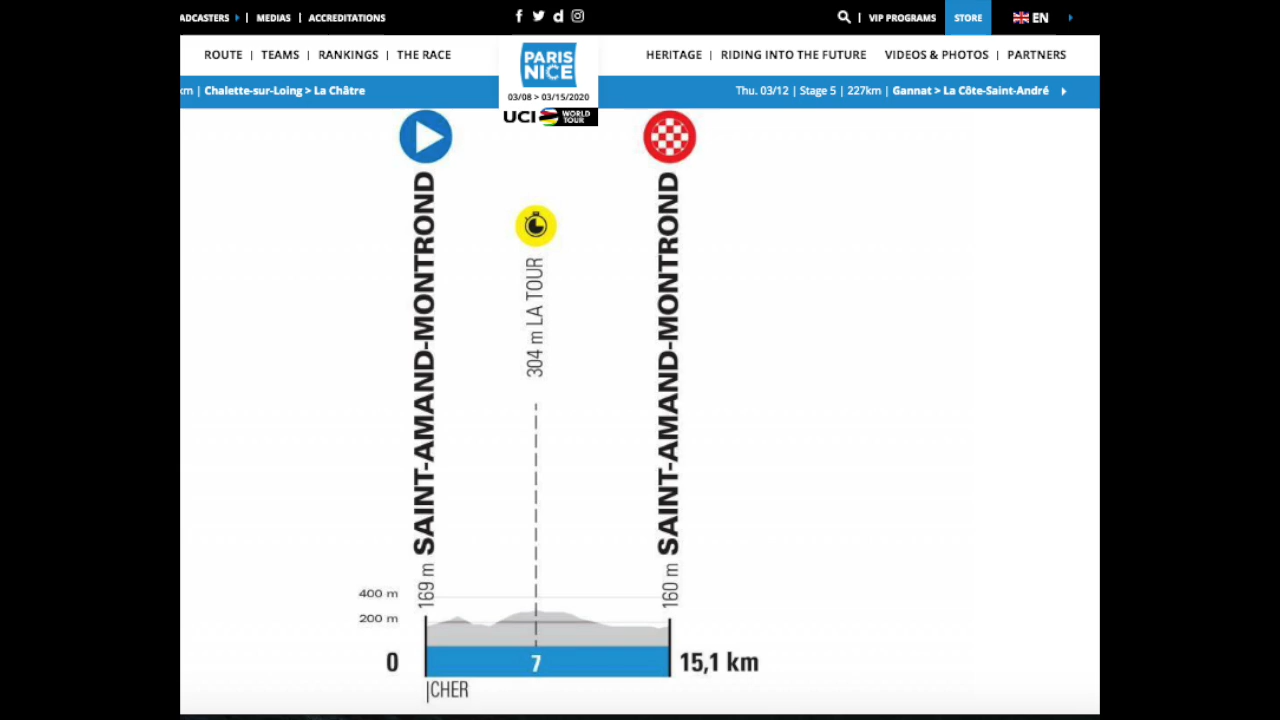 ADCASTERS | MEDIAS | ACCREDITATIONS
VIP PROGRAMS
STORE
EN
ROUTE | TEAMS | RANKINGS | THE RACE
PARIS
NICE
03/08 > 03/15/2020
UCI WORLD
TOUR
HERITAGE | RIDING INTO THE FUTURE
VIDEOS & PHOTOS | PARTNERS
km | Chalette-sur-Loing > La Châtre
Thu. 03/12 | Stage 5 | 227km | Gannat > La Côte-Saint-André
169 m SAINT-AMAND-MONTROND
304 m LA TOUR
160 m SAINT-AMAND-MONTROND
400 m
200 m
0
7
15,1 km
|CHER